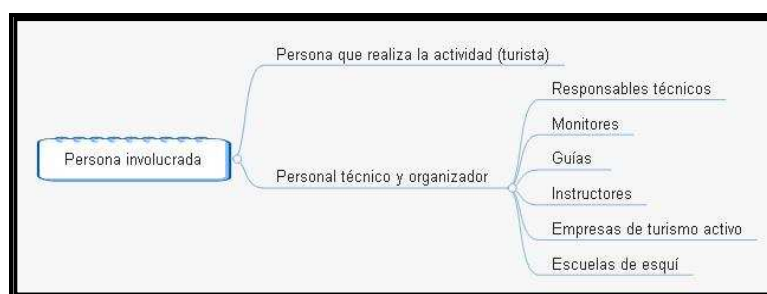 Persona involucrada
Persona que realiza la actividad (turista)
Personal técnico y organizador
Responsables técnicos
Monitores
Guías
Instructores
Empresas de turismo activo
Escuelas de esquí